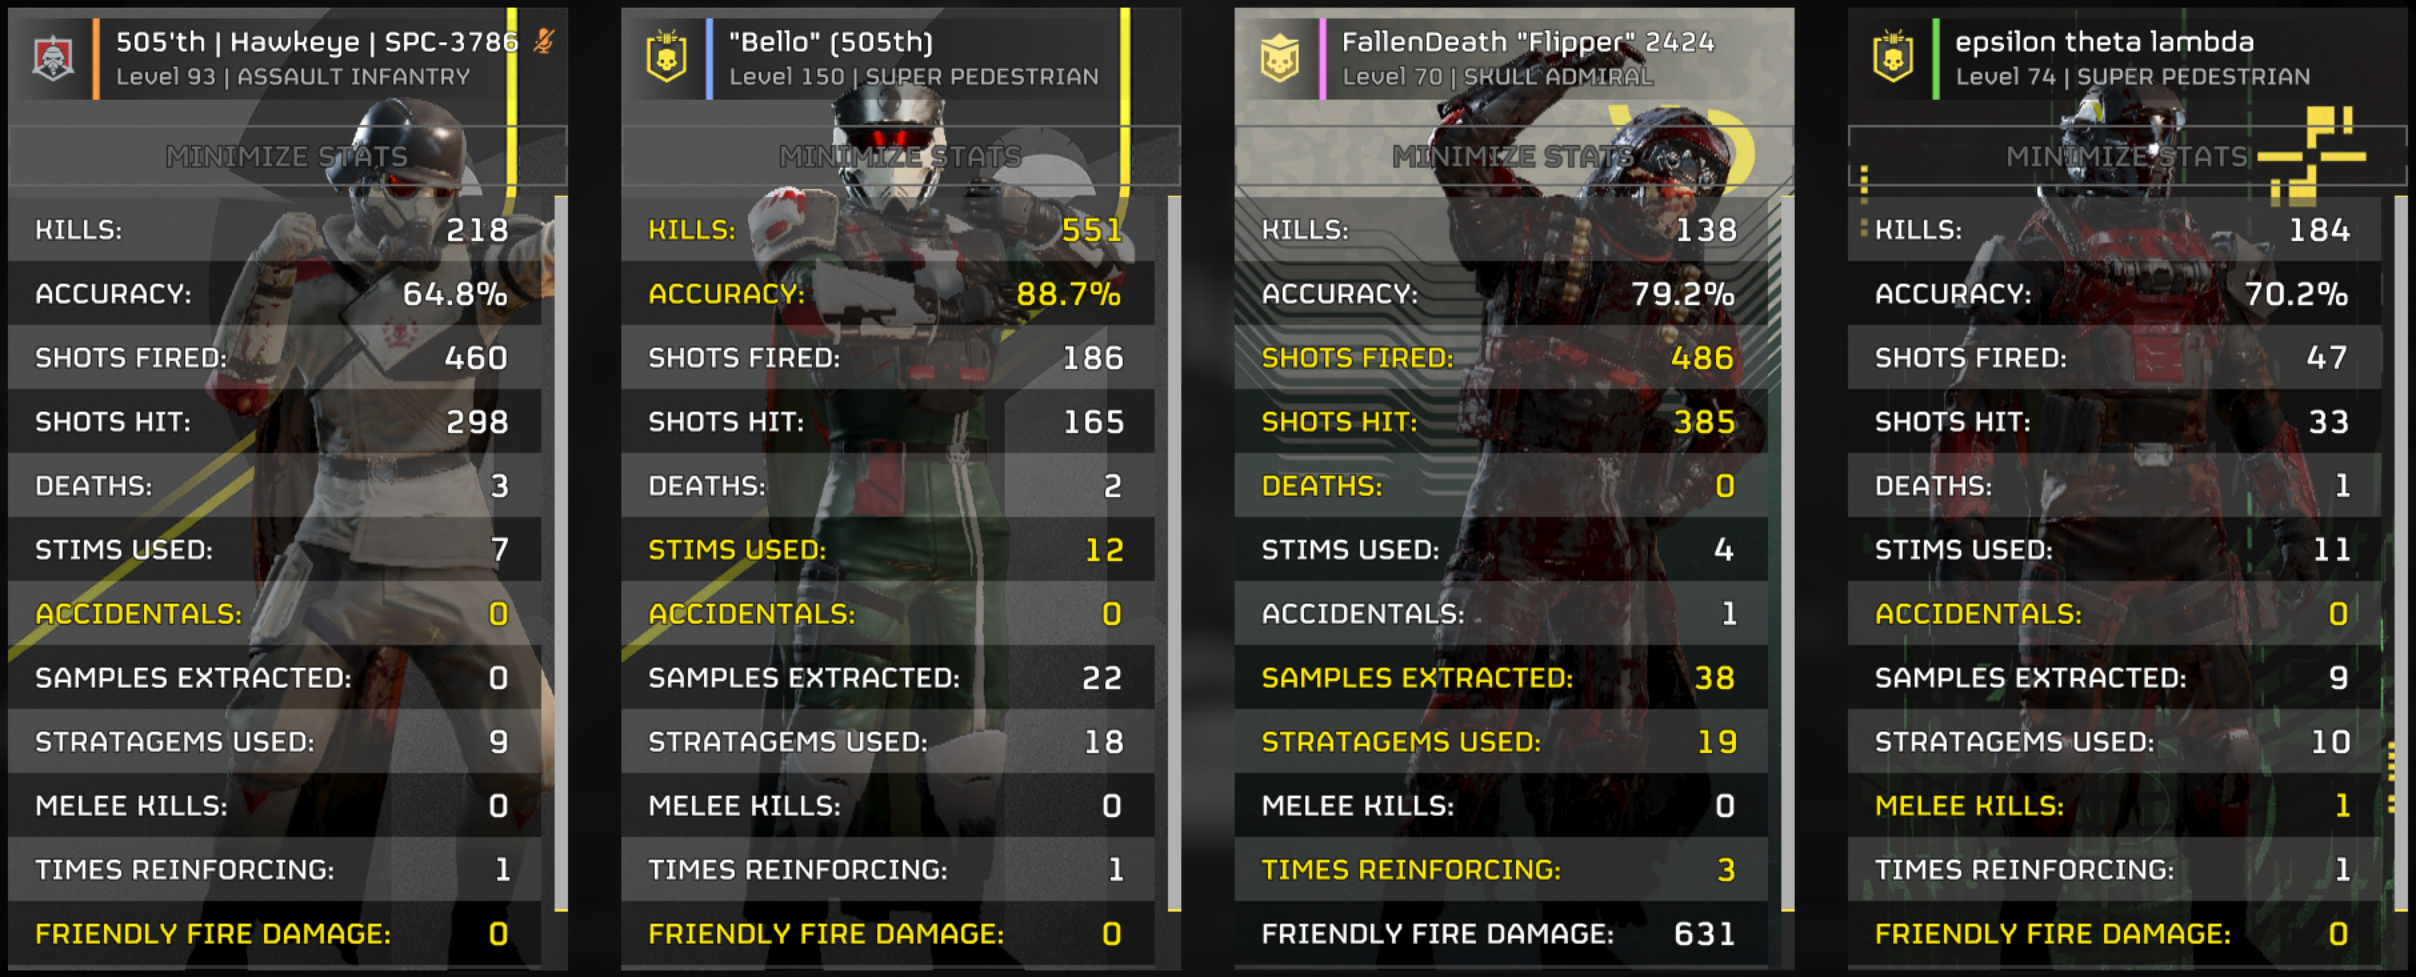 505'th | Hawkeye | SPC-3786
Level 93 | ASSAULT INFANTRY
MINIMIZE STATS
KILLS: 218
ACCURACY: 64.8%
SHOTS FIRED: 460
SHOTS HIT: 298
DEATHS: 3
STIMS USED: 7
ACCIDENTALS: 0
SAMPLES EXTRACTED: 0
STRATAGEMS USED: 9
MELEE KILLS: 0
TIMES REINFORCING: 1
FRIENDLY FIRE DAMAGE: 0
"Bello" (505th)
Level 150 | SUPER PEDESTRIAN
MINIMIZE STATS
KILLS: 551
ACCURACY: 88.7%
SHOTS FIRED: 186
SHOTS HIT: 165
DEATHS: 2
STIMS USED: 12
ACCIDENTALS: 0
SAMPLES EXTRACTED: 22
STRATAGEMS USED: 18
MELEE KILLS: 0
TIMES REINFORCING: 1
FRIENDLY FIRE DAMAGE: 0
FallenDeath "Flipper" 2424
Level 70 | SKULL ADMIRAL
MINIMIZE STATS
KILLS: 138
ACCURACY: 79.2%
SHOTS FIRED: 486
SHOTS HIT: 385
DEATHS: 0
STIMS USED: 4
ACCIDENTALS: 1
SAMPLES EXTRACTED: 38
STRATAGEMS USED: 19
MELEE KILLS: 0
TIMES REINFORCING: 3
FRIENDLY FIRE DAMAGE: 631
epsilon theta lambda
Level 74 | SUPER PEDESTRIAN
MINIMIZE STATS
KILLS: 184
ACCURACY: 70.2%
SHOTS FIRED: 47
SHOTS HIT: 33
DEATHS: 1
STIMS USED: 11
ACCIDENTALS: 0
SAMPLES EXTRACTED: 9
STRATAGEMS USED: 10
MELEE KILLS: 1
TIMES REINFORCING: 1
FRIENDLY FIRE DAMAGE: 0